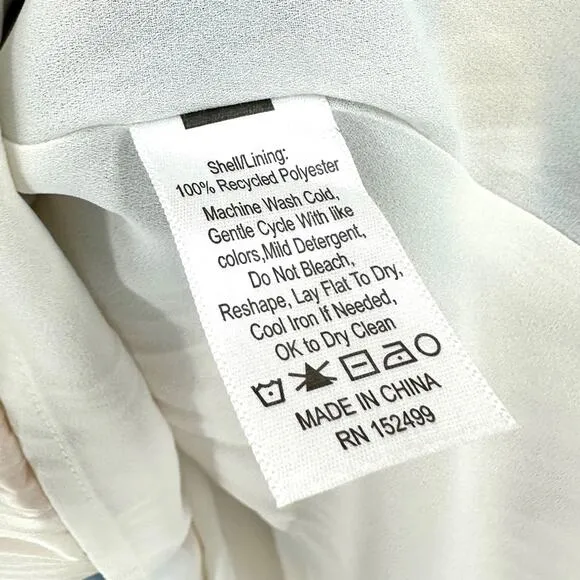 Shell/Lining:
100% Recycled Polyester
Machine Wash Cold,
Gentle Cycle With like
colors,Mild Detergent,
Do Not Bleach,
Reshape, Lay Flat To Dry,
Cool Iron If Needed,
OK to Dry Clean
MADE IN CHINA
RN 152499